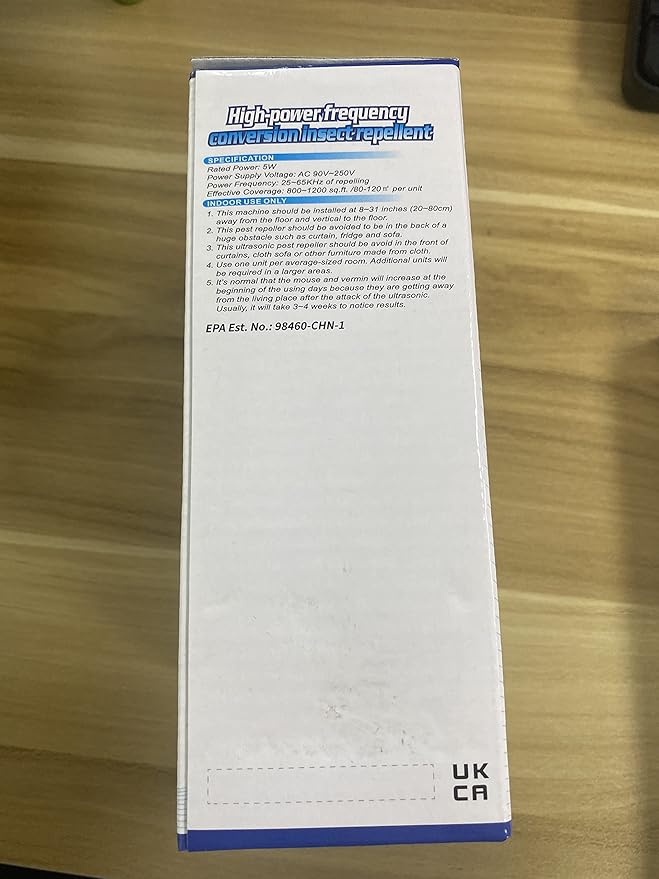 High-power frequency
conversion insect repellent
SPECIFICATION
Rated Power: 5W
Power Supply Voltage: AC 90V~250V
Power Frequency: 25~65KHz of repelling
Effective Coverage: 800~1200 sq.ft. /80-120㎡ per unit
INDOOR USE ONLY
1. This machine should be installed at 8~31 inches (20~80cm)
away from the floor and vertical to the floor.
2. This pest repeller should be avoided to be in the back of a
huge obstacle such as curtain, fridge and sofa.
3. This ultrasonic pest repeller should be avoid in the front of
curtains, cloth sofa or other furniture made from cloth.
4. Use one unit per average-sized room. Additional units will
be required in a larger areas.
5. It's normal that the mouse and vermin will increase at the
beginning of the using days because they are getting away
from the living place after the attack of the ultrasonic.
Usually, it will take 3~4 weeks to notice results.
EPA Est. No.: 98460-CHN-1
UK
CA